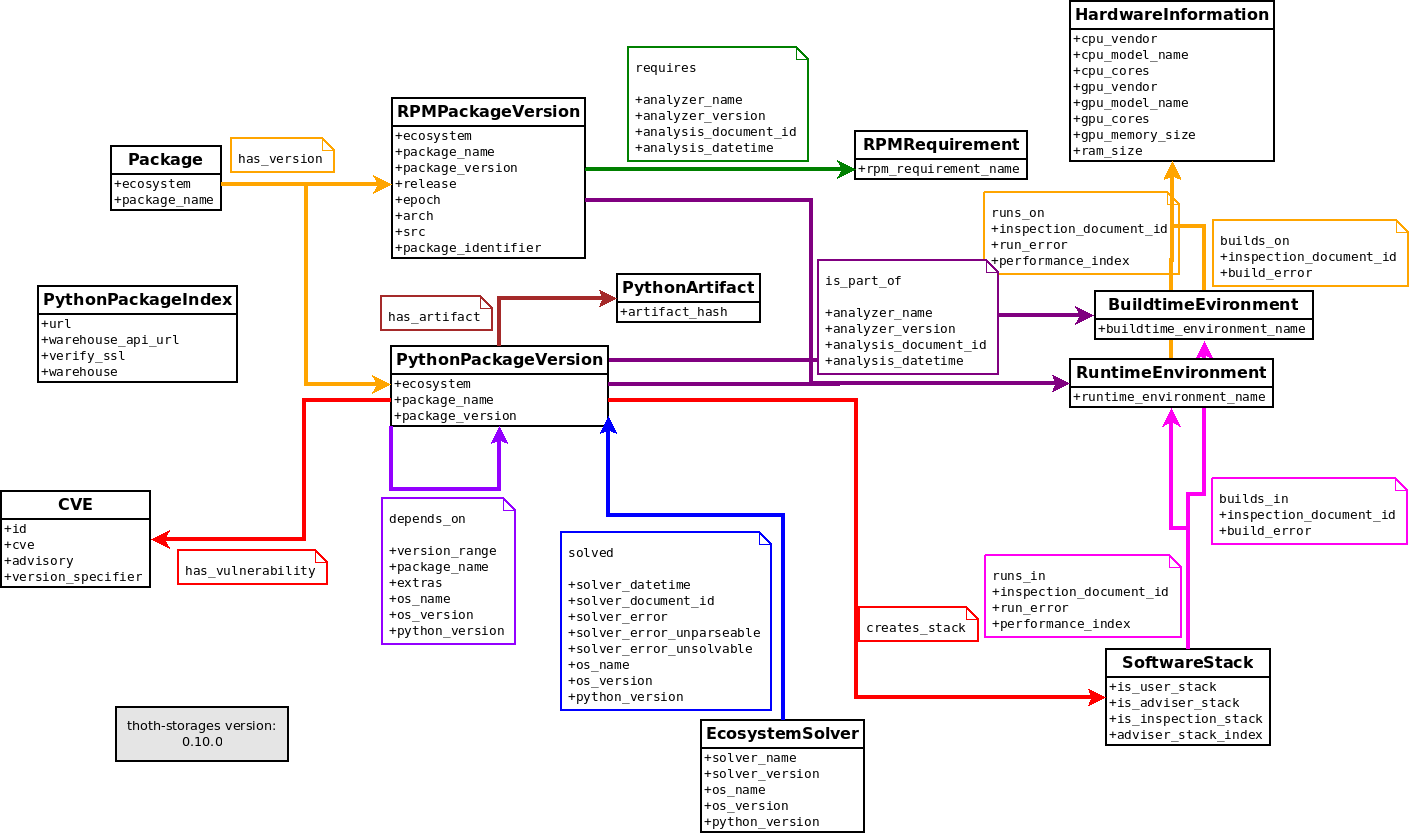 HardwareInformation
+cpu_vendor
+cpu_model_name
+cpu_cores
+gpu_vendor
+gpu_model_name
+gpu_cores
+gpu_memory_size
+ram_size
requires
+analyzer_name
+analyzer_version
+analysis_document_id
+analysis_datetime
RPMPackageVersion
+ecosystem
+package_name
+package_version
+release
+epoch
+arch
+src
+package_identifier
RPMRequirement
+rpm_requirement_name
Package
+ecosystem
+package_name
has_version
runs_on
+inspection_document_id
+run_error
+performance_index
builds_on
+inspection_document_id
+build_error
is_part_of
+analyzer_name
+analyzer_version
+analysis_document_id
+analysis_datetime
PythonArtifact
+artifact_hash
PythonPackageIndex
+url
+warehouse_api_url
+verify_ssl
+warehouse
has_artifact
BuildtimeEvironment
+buildtime_environment_name
PythonPackageVersion
+ecosystem
+package_name
+package_version
RuntimeEnvironment
+runtime_environment_name
CVE
+id
+cve
+advisory
+version_specifier
has_vulnerability
depends_on
+version_range
+package_name
+extras
+os_name
+os_version
+python_version
solved
+solver_datetime
+solver_document_id
+solver_error
+solver_error_unparseable
+solver_error_unsolvable
+os_name
+os_version
+python_version
builds_in
+inspection_document_id
+build_error
runs_in
+inspection_document_id
+run_error
+performance_index
creates_stack
SoftwareStack
+is_user_stack
+is_adviser_stack
+is_inspection_stack
+adviser_stack_index
thoth-storages version:
0.10.0
EcosystemSolver
+solver_name
+solver_version
+os_name
+os_version
+python_version